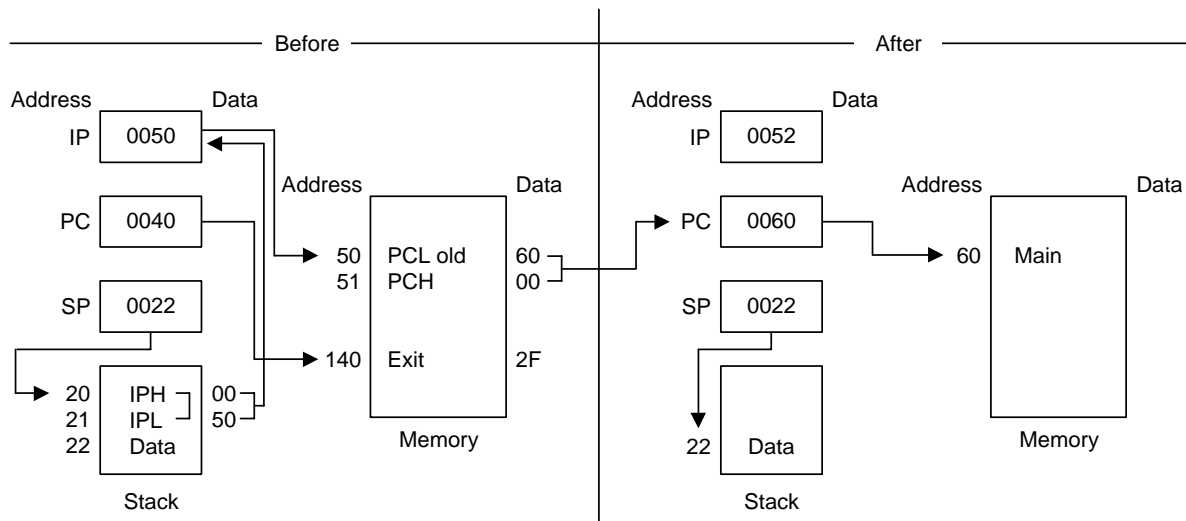 Before
Address Data
IP 0050
PC 0040
SP 0022
20 IPH 00
21 IPL 50
22 Data
Stack
Address Data
50 PCL old 60
51 PCH 00
140 Exit 2F
Memory
After
Address Data
IP 0052
PC 0060
SP 0022
22 Data
Stack
Address Data
60 Main
Memory